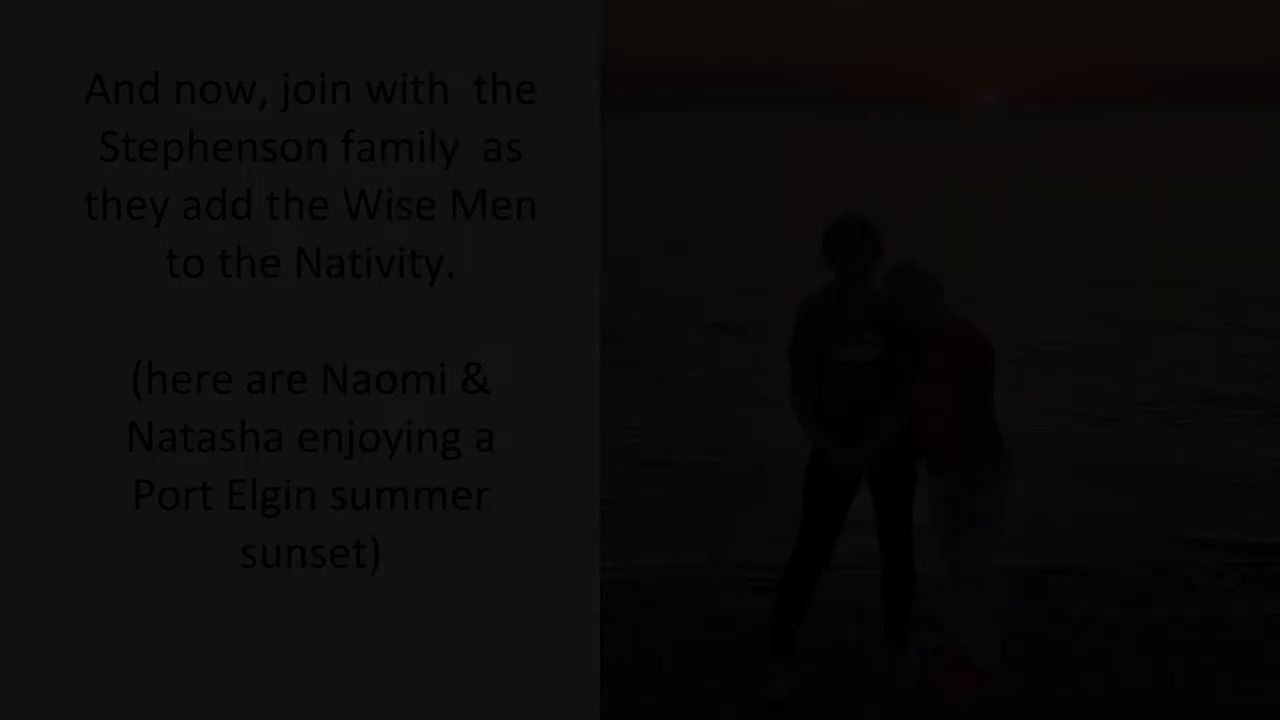 And now, join with the
Stephenson family as
they add the Wise Men
to the Nativity.
(here are Naomi &
Natasha enjoying a
Port Elgin summer
sunset)